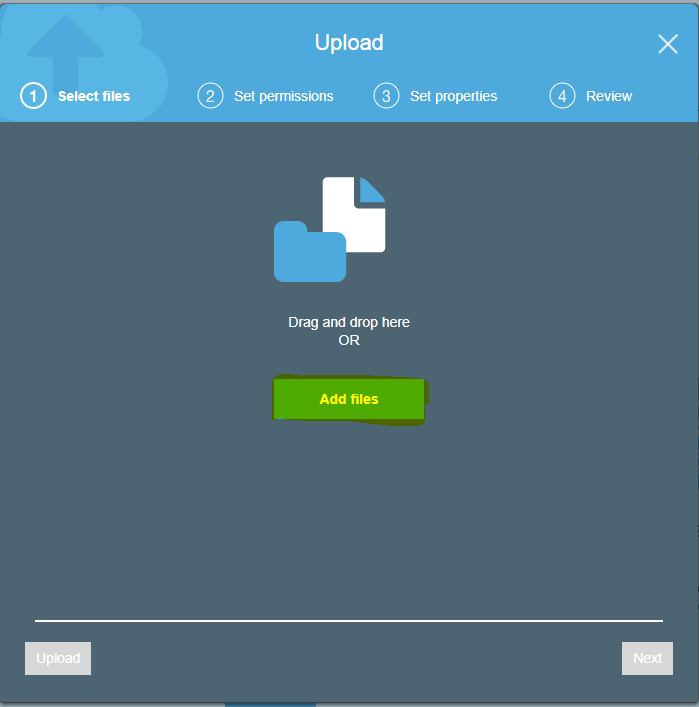 Upload
1 Select files
2 Set permissions
3 Set properties
4 Review
Drag and drop here
OR
Add files
Upload
Next